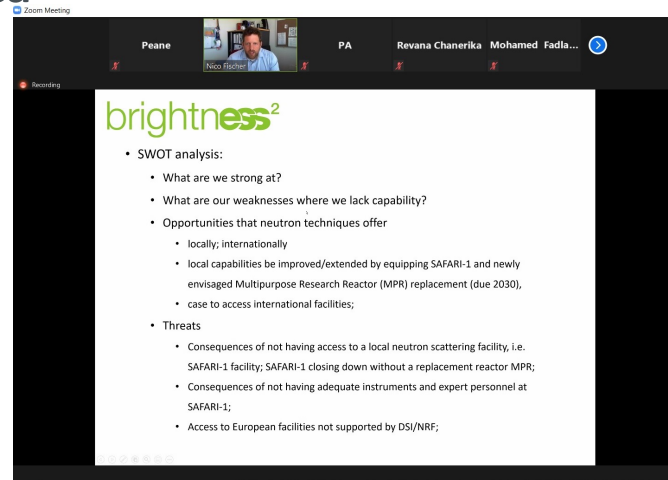 Zoom Meeting
Peane
Nico Fischer
PA
Revana Chanerika
Mohamed Fadla...
Recording
brightness²
• SWOT analysis:
• What are we strong at?
• What are our weaknesses where we lack capability?
• Opportunities that neutron techniques offer
• locally; internationally
• local capabilities be improved/extended by equipping SAFARI-1 and newly
envisaged Multipurpose Research Reactor (MPR) replacement (due 2030),
• case to access international facilities;
• Threats
• Consequences of not having access to a local neutron scattering facility, i.e.
SAFARI-1 facility; SAFARI-1 closing down without a replacement reactor MPR;
• Consequences of not having adequate instruments and expert personnel at
SAFARI-1;
• Access to European facilities not supported by DSI/NRF;